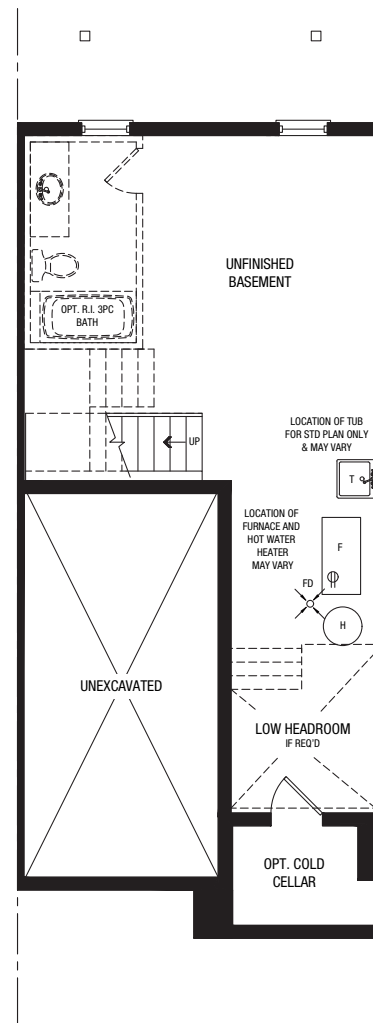 UNFINISHED
BASEMENT
OPT. R.I. 3PC
BATH
UP
LOCATION OF TUB
FOR STD PLAN ONLY
& MAY VARY
T
LOCATION OF
FURNACE AND
HOT WATER
HEATER
MAY VARY
F
FD
H
UNEXCAVATED
LOW HEADROOM
IF REQ'D
OPT. COLD
CELLAR